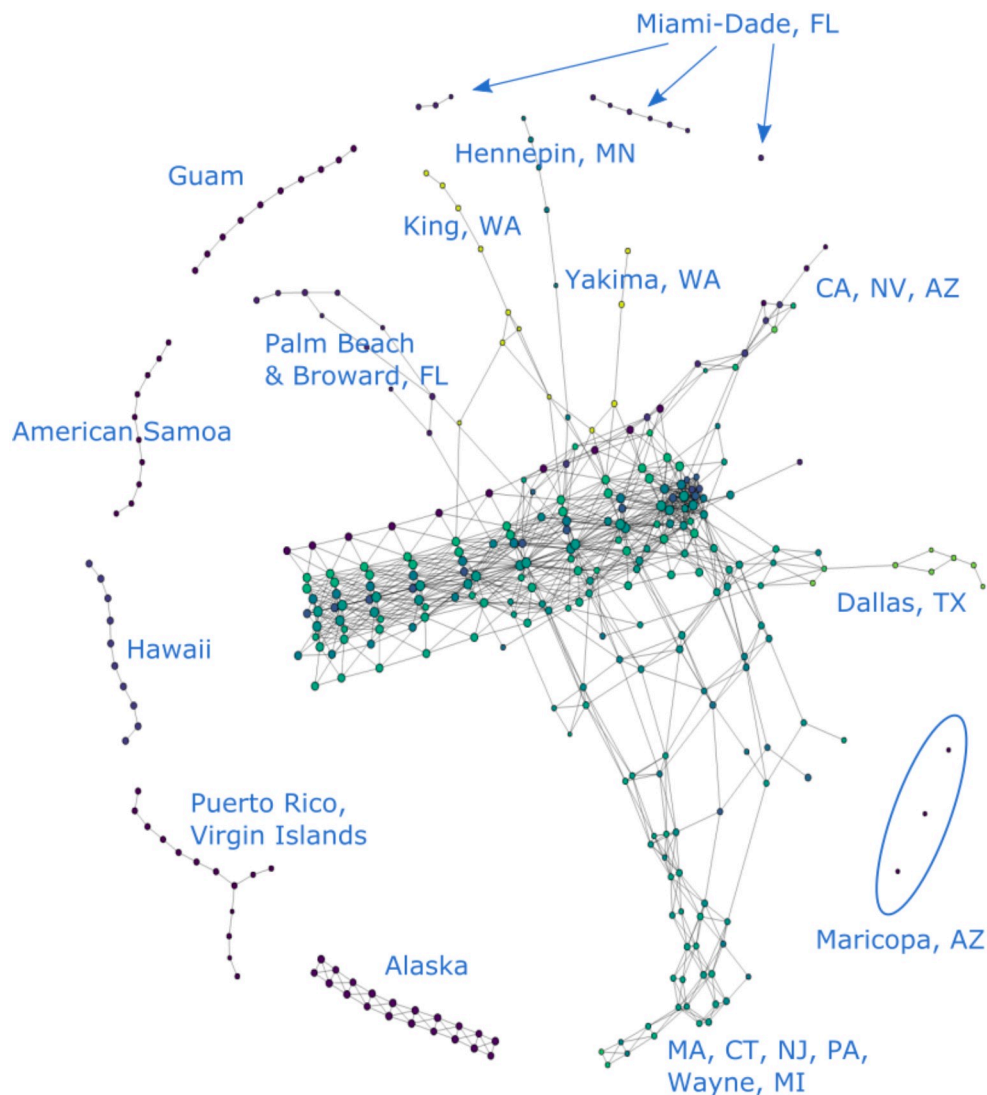 Miami-Dade, FL
Hennepin, MN
Guam
King, WA
Yakima, WA
CA, NV, AZ
Palm Beach
& Broward, FL
American Samoa
Dallas, TX
Hawaii
Puerto Rico,
Virgin Islands
Maricopa, AZ
Alaska
MA, CT, NJ, PA,
Wayne, MI